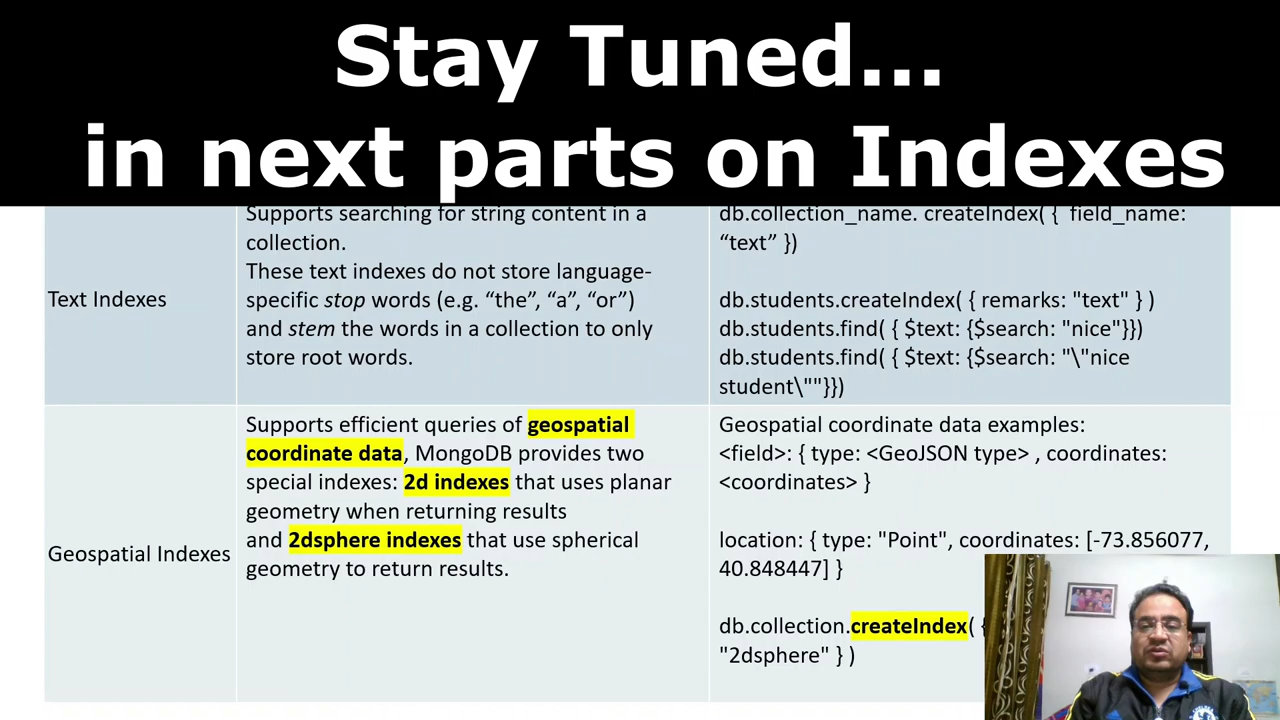 Stay Tuned...
in next parts on Indexes
Text Indexes
Supports searching for string content in a
collection.
These text indexes do not store language-
specific stop words (e.g. “the”, “a”, “or”)
and stem the words in a collection to only
store root words.
db.collection_name. createIndex( { field_name:
“text” })
db.students.createIndex( { remarks: "text" } )
db.students.find( { $text: {$search: "nice"}})
db.students.find( { $text: {$search: "\"nice
student\""}})
Geospatial Indexes
Supports efficient queries of geospatial
coordinate data, MongoDB provides two
special indexes: 2d indexes that uses planar
geometry when returning results
and 2dsphere indexes that use spherical
geometry to return results.
Geospatial coordinate data examples:
<field>: { type: <GeoJSON type> , coordinates:
<coordinates> }
location: { type: "Point", coordinates: [-73.856077,
40.848447] }
db.collection.createIndex( {
"2dsphere" } )